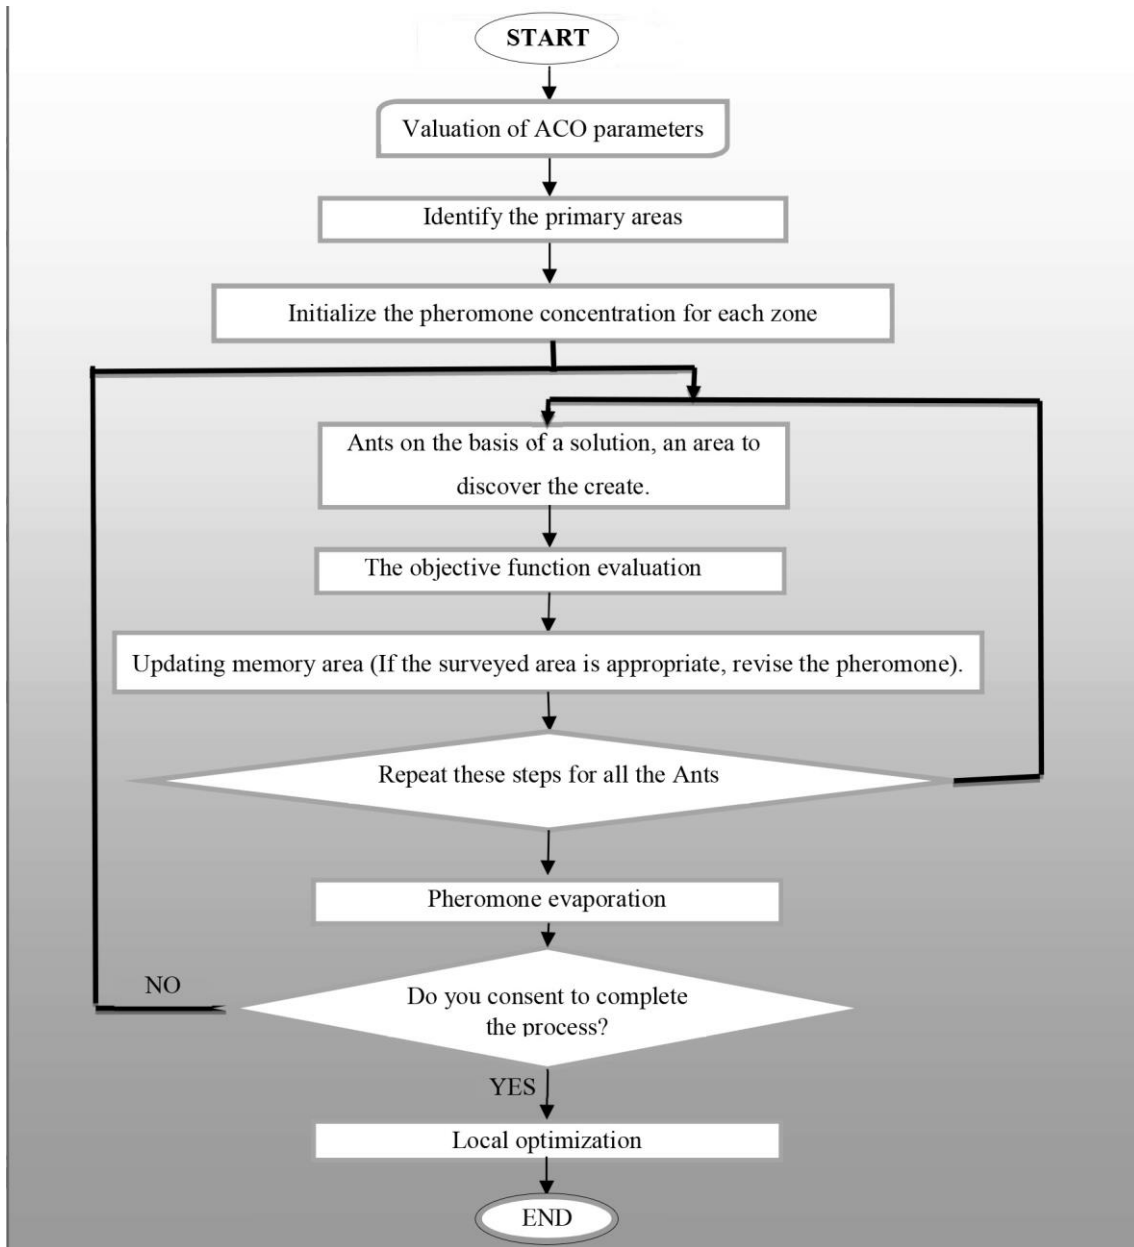 START
Valuation of ACO parameters
Identify the primary areas
Initialize the pheromone concentration for each zone
Ants on the basis of a solution, an area to
discover the create.
The objective function evaluation
Updating memory area (If the surveyed area is appropriate, revise the pheromone).
Repeat these steps for all the Ants
Pheromone evaporation
NO
Do you consent to complete
the process?
YES
Local optimization
END